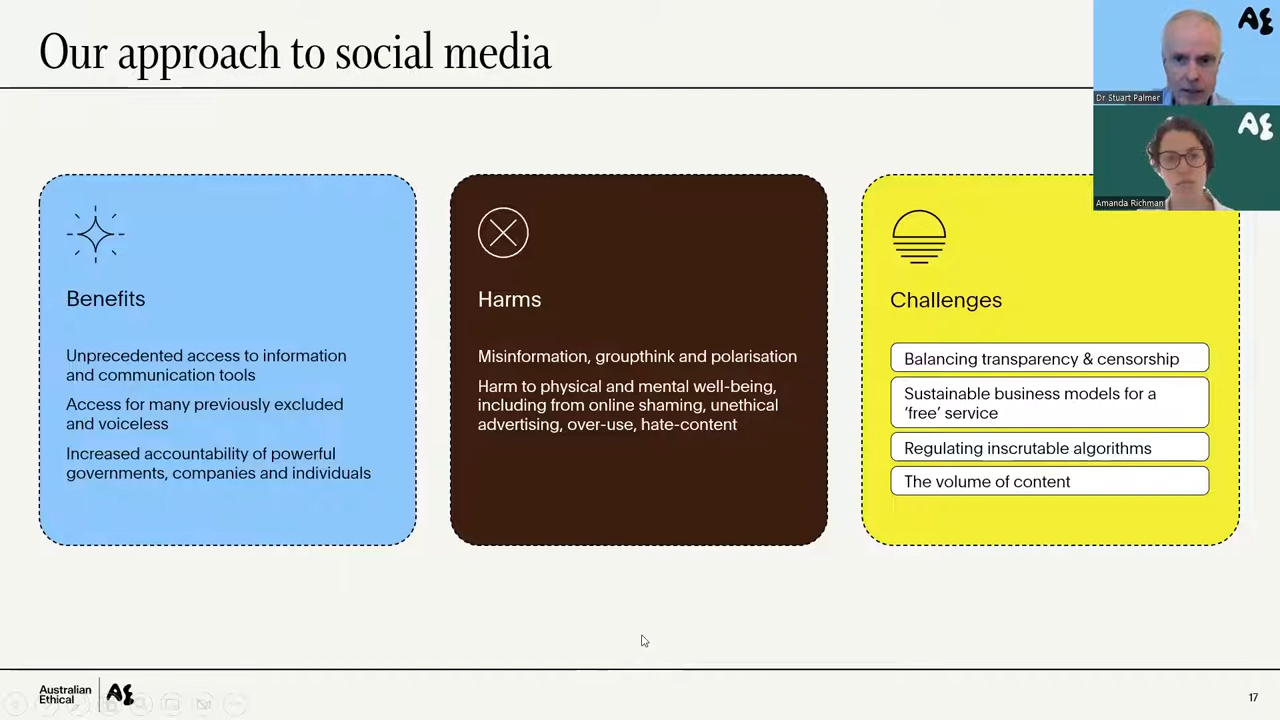 Our approach to social media
Dr Stuart Palmer
Amanda Richman
Benefits
Unprecedented access to information
and communication tools
Access for many previously excluded
and voiceless
Increased accountability of powerful
governments, companies and individuals
Harms
Misinformation, groupthink and polarisation
Harm to physical and mental well-being,
including from online shaming, unethical
advertising, over-use, hate-content
Challenges
Balancing transparency & censorship
Sustainable business models for a
‘free’ service
Regulating inscrutable algorithms
The volume of content
Australian
Ethical
AE
17